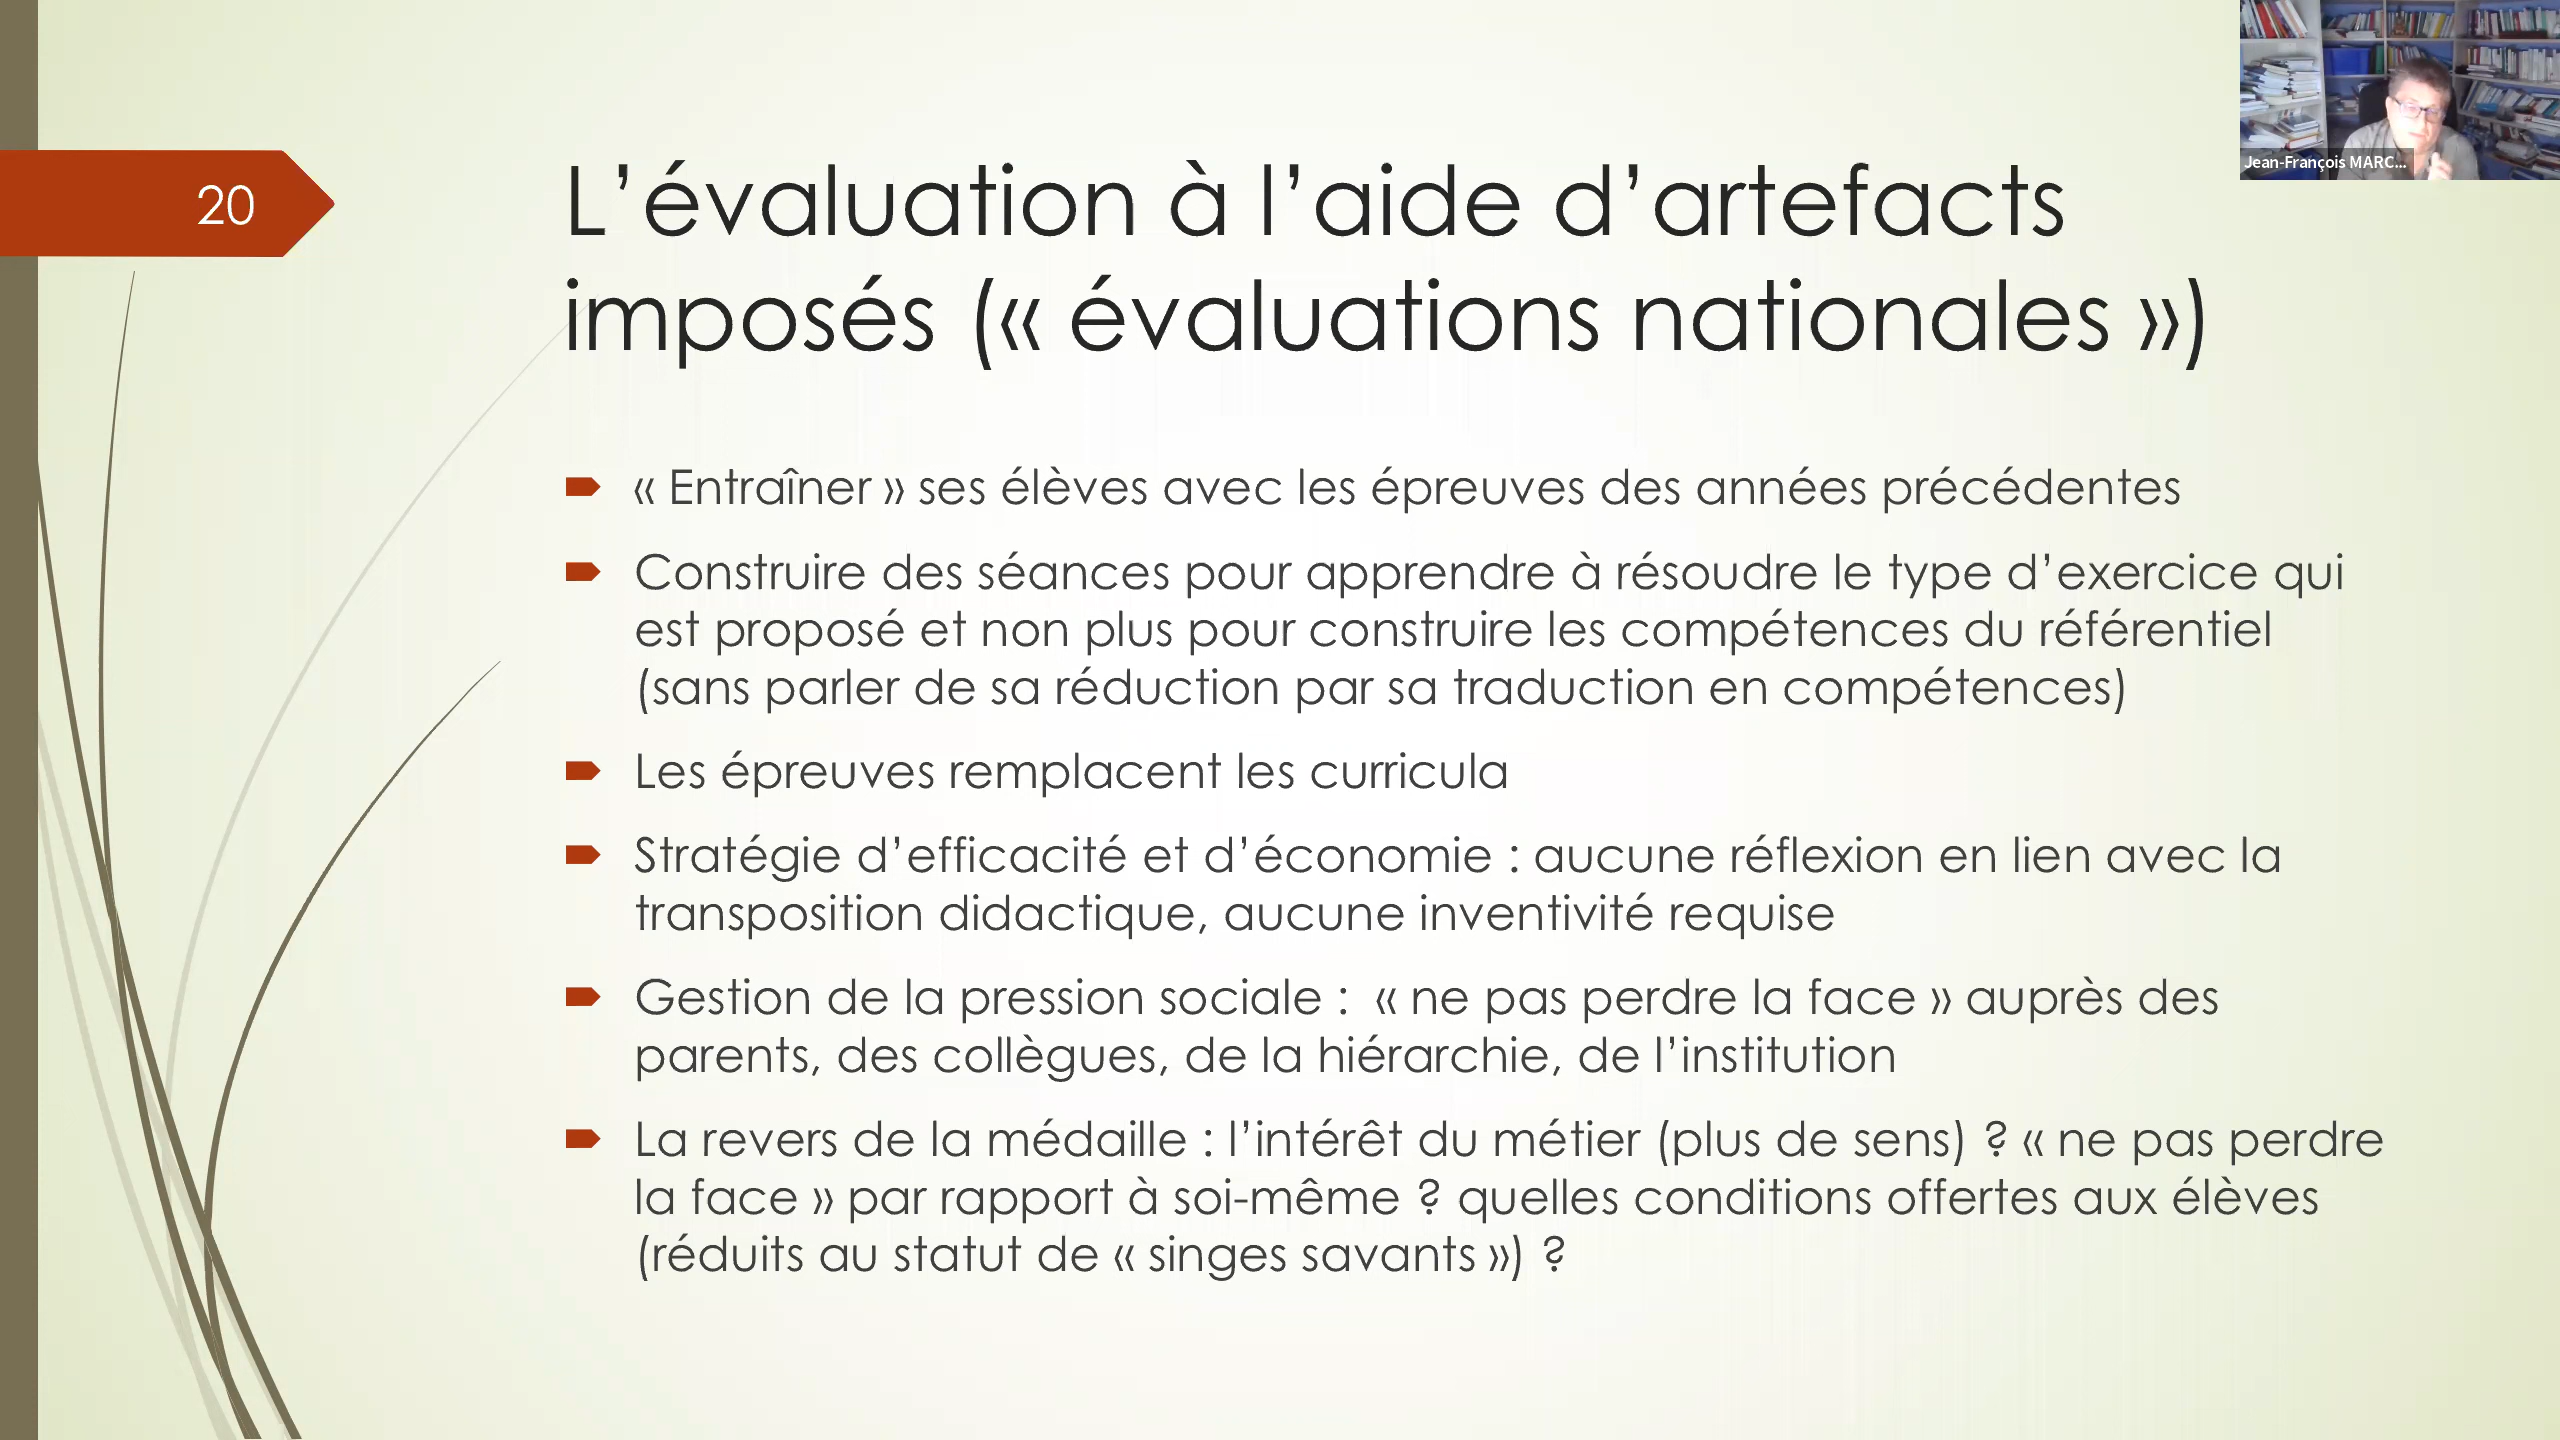 20
Jean-François MARC...
L’évaluation à l’aide d’artefacts
imposés (« évaluations nationales »)
« Entraîner » ses élèves avec les épreuves des années précédentes
Construire des séances pour apprendre à résoudre le type d’exercice qui
est proposé et non plus pour construire les compétences du référentiel
(sans parler de sa réduction par sa traduction en compétences)
Les épreuves remplacent les curricula
Stratégie d’efficacité et d’économie : aucune réflexion en lien avec la
transposition didactique, aucune inventivité requise
Gestion de la pression sociale :  « ne pas perdre la face » auprès des
parents, des collègues, de la hiérarchie, de l’institution
La revers de la médaille : l’intérêt du métier (plus de sens) ? « ne pas perdre
la face » par rapport à soi-même ? quelles conditions offertes aux élèves
(réduits au statut de « singes savants ») ?